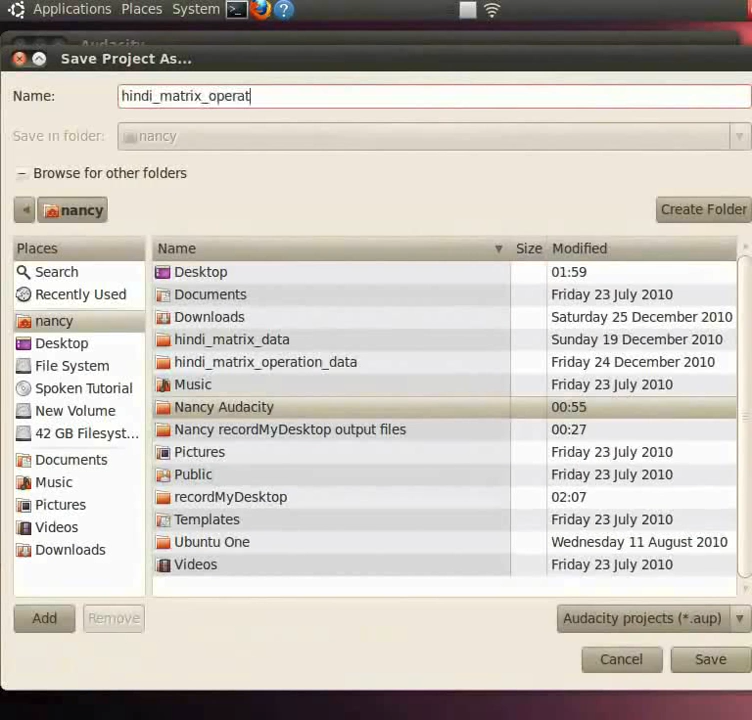 Applications Places System
Audacity
Save Project As...
Name: hindi_matrix_operat
Save in folder: nancy
Browse for other folders
nancy Create Folder
Places Name Size Modified
Search Desktop 01:59
Recently Used Documents Friday 23 July 2010
nancy Downloads Saturday 25 December 2010
Desktop hindi_matrix_data Sunday 19 December 2010
File System hindi_matrix_operation_data Friday 24 December 2010
Spoken Tutorial Music Friday 23 July 2010
New Volume Nancy Audacity 00:55
42 GB Filesyst... Nancy recordMyDesktop output files 00:27
Documents Pictures Friday 23 July 2010
Music Public Friday 23 July 2010
Pictures recordMyDesktop 02:07
Videos Templates Friday 23 July 2010
Downloads Ubuntu One Wednesday 11 August 2010
Videos Friday 23 July 2010
Add Remove Audacity projects (*.aup)
Cancel Save